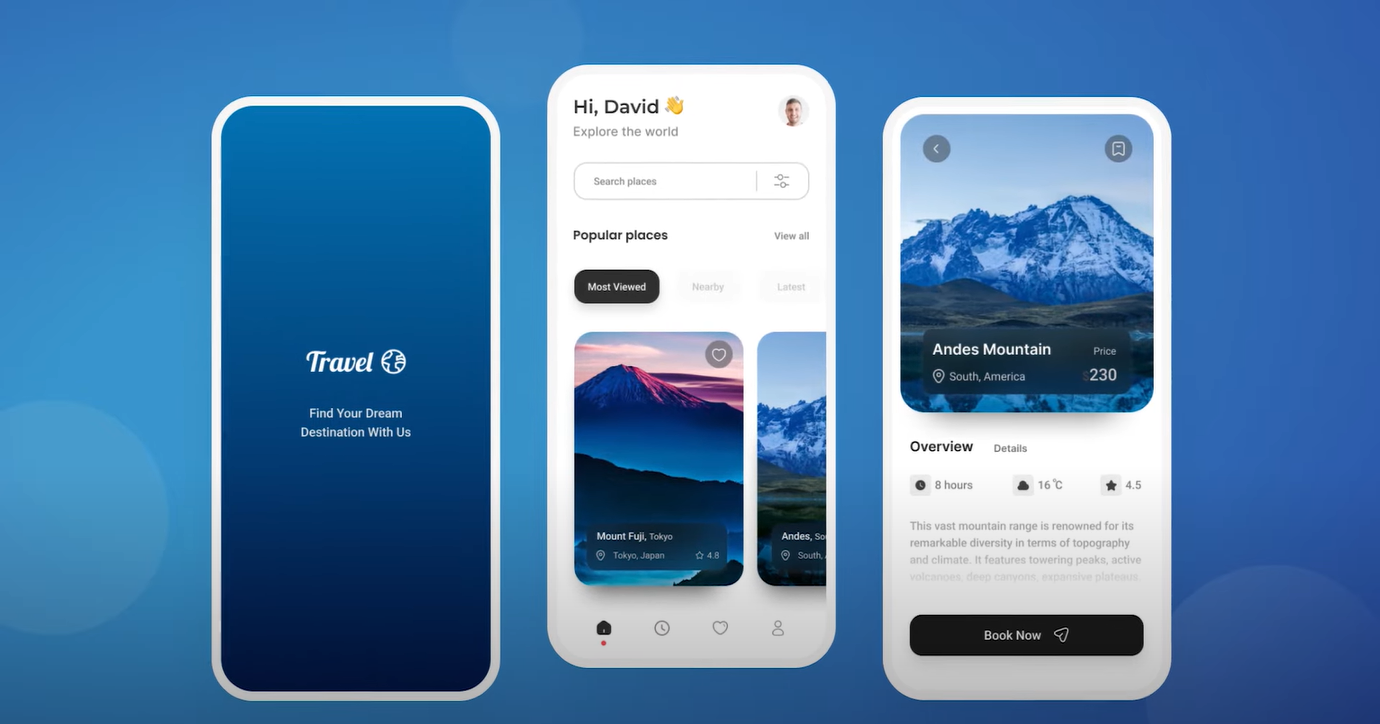 Travel
Find Your Dream
Destination With Us
Hi, David 👋
Explore the world
Search places
Popular places
View all
Most Viewed
Nearby
Latest
Mount Fuji, Tokyo
Tokyo, Japan
4.8
Andes,
South,
Andes Mountain
Price
South, America
$230
Overview
Details
8 hours
16°C
4.5
This vast mountain range is renowned for its
remarkable diversity in terms of topography
and climate. It features towering peaks, active
volcanoes, deep canyons, expansive plateaus
Book Now